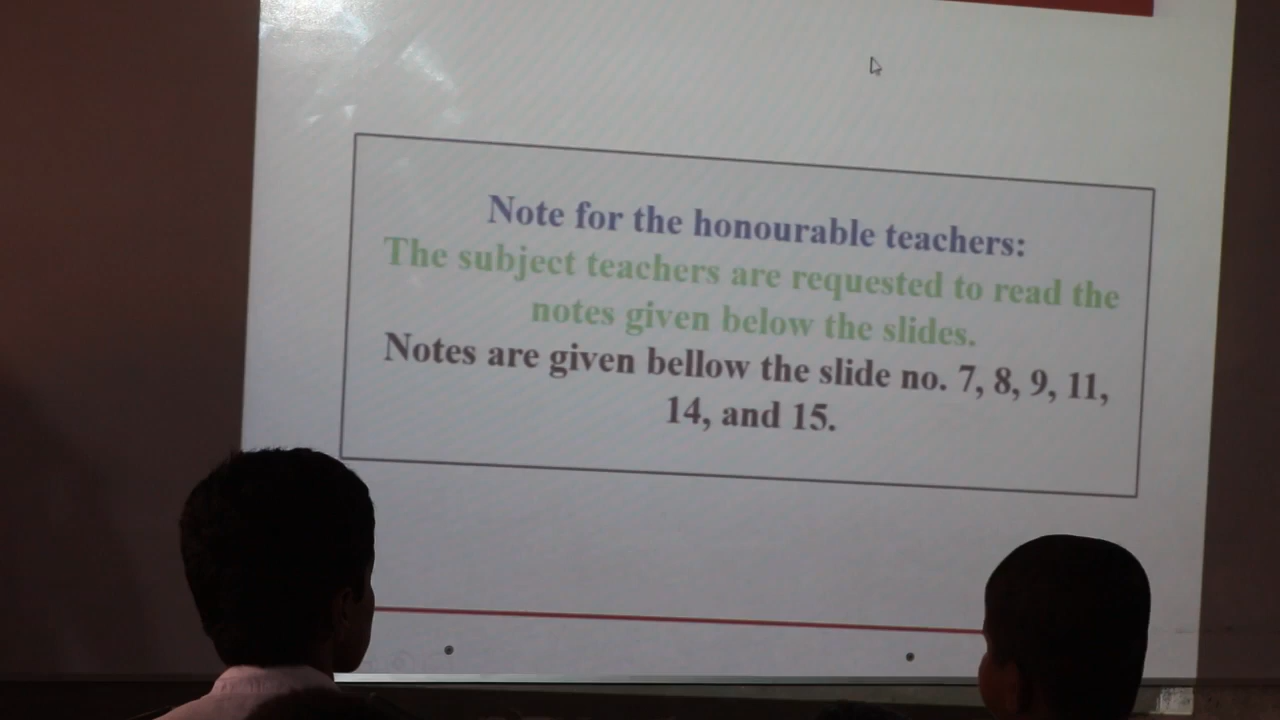 Note for the honourable teachers:
The subject teachers are requested to read the
notes given below the slides.
Notes are given bellow the slide no. 7, 8, 9, 11,
14, and 15.